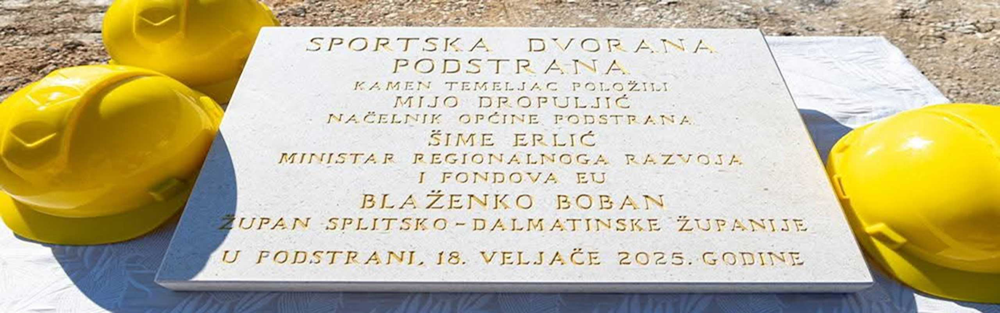 SPORTSKA DVORANA
PODSTRANA
KAMEN TEMELJAC POLOŽILI
MIJO DROPULJIĆ
NAČELNIK OPĆINE PODSTRANA
ŠIME ERLIĆ
MINISTAR REGIONALNOGA RAZVOJA
I FONDOVA EU
BLAŽENKO BOBAN
ŽUPAN SPLITSKO-DALMATINSKE ŽUPANIJE
U PODSTRANI, 18. VELJAČE 2025. GODINE